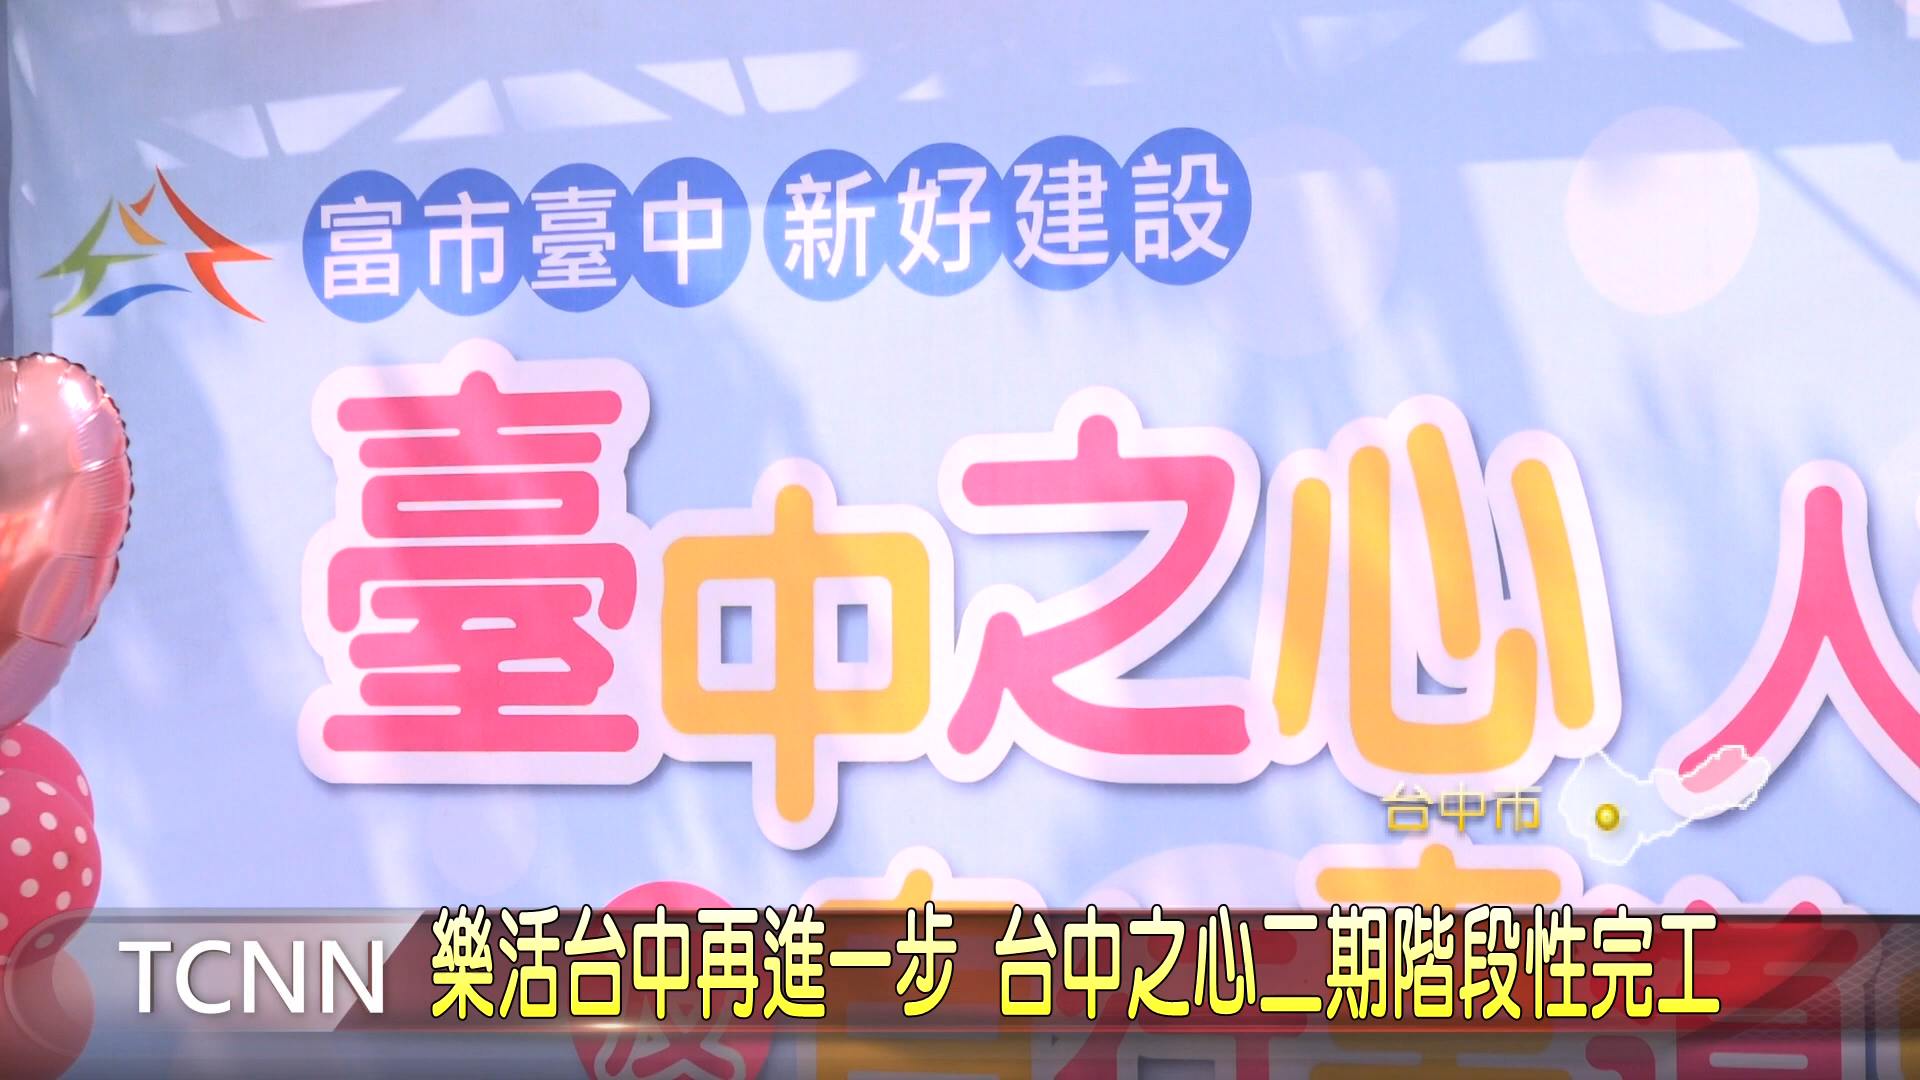 富市臺中 新好建設
臺中之心 人
台中市
TCNN 樂活台中再進一步 台中之心二期階段性完工